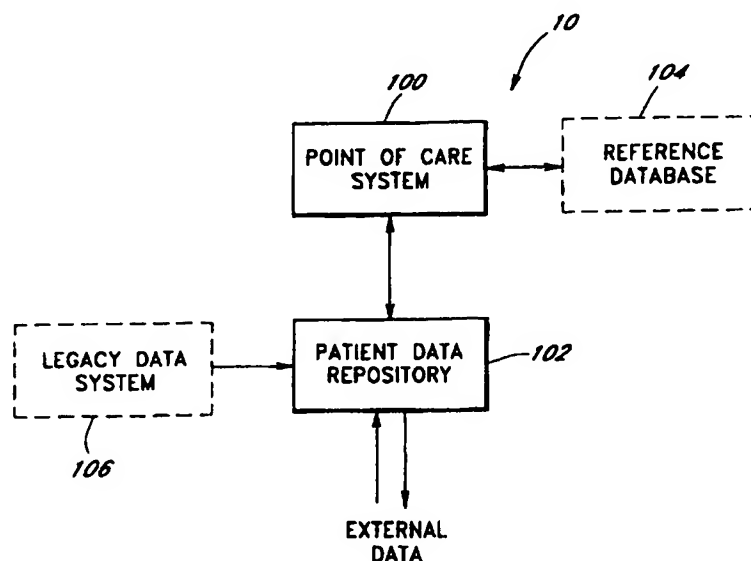 10
100
104
POINT OF CARE
SYSTEM
REFERENCE
DATABASE
LEGACY DATA
SYSTEM
PATIENT DATA
REPOSITORY
102
106
EXTERNAL
DATA